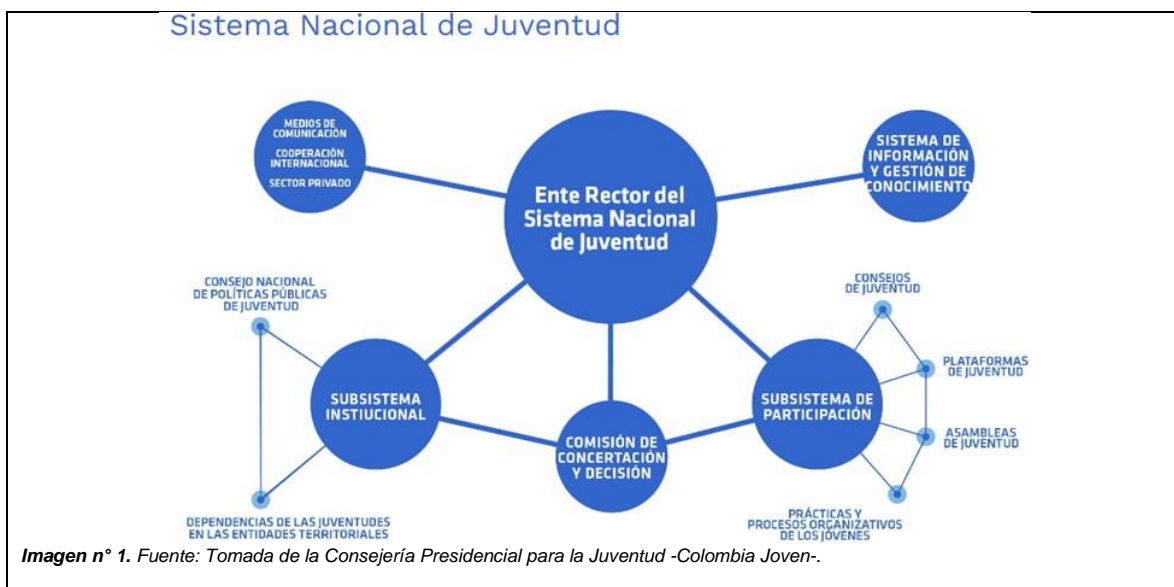 Sistema Nacional de Juventud
MEDIOS DE
COMUNICACIÓN
COOPERACIÓN
INTERNACIONAL
SECTOR PRIVADO
Ente Rector del
Sistema Nacional
de Juventud
SISTEMA DE
INFORMACIÓN
Y GESTIÓN DE
CONOCIMIENTO
CONSEJO NACIONAL
DE POLÍTICAS PÚBLICAS
DE JUVENTUD
CONSEJOS
DE JUVENTUD
SUBSISTEMA
INSTIUCIONAL
SUBSISTEMA DE
PARTICIPACIÓN
PLATAFORMAS
DE JUVENTUD
COMISIÓN DE
CONCERTACIÓN
Y DECISIÓN
ASAMBLEAS
DE JUVENTUD
DEPENDENCIAS DE LAS JUVENTUDES
EN LAS ENTIDADES TERRITORIALES
PRÁCTICAS Y
PROCESOS ORGANIZATIVOS
DE LOS JÓVENES
Imagen n° 1. Fuente: Tomada de la Consejería Presidencial para la Juventud -Colombia Joven-.